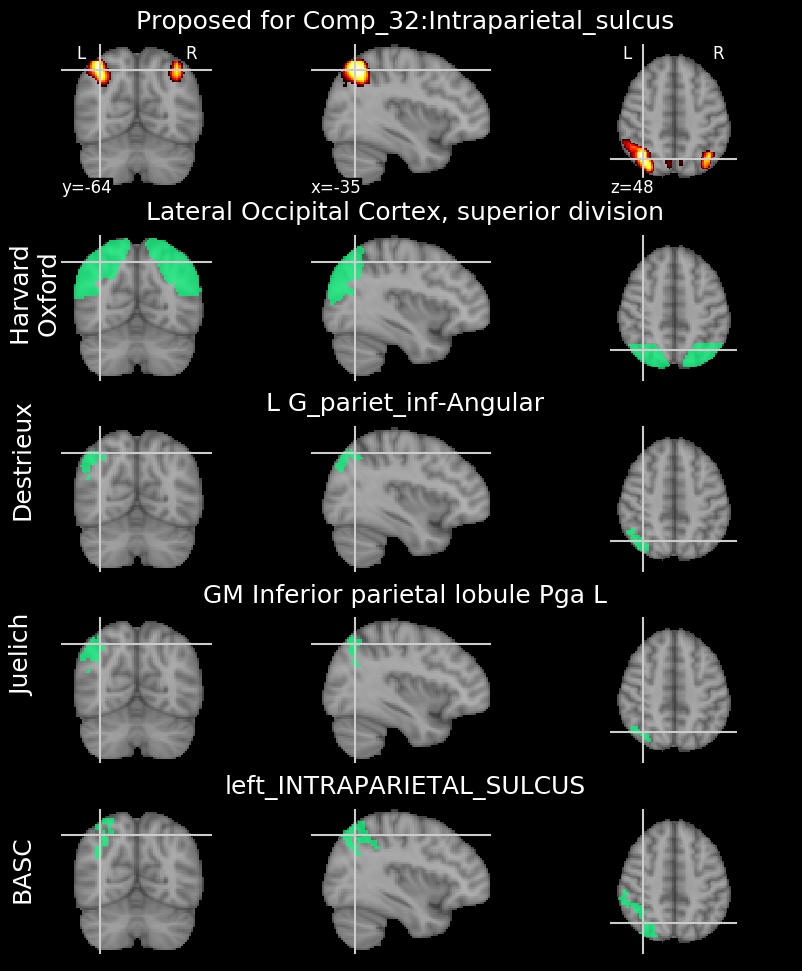 Proposed for Comp_32:Intraparietal_sulcus
L R
L R
y=-64
x=-35
z=48
Lateral Occipital Cortex, superior division
Harvard
Oxford
L G_pariet_inf-Angular
Destrieux
GM Inferior parietal lobule Pga L
Juelich
left_INTRAPARIETAL_SULCUS
BASC